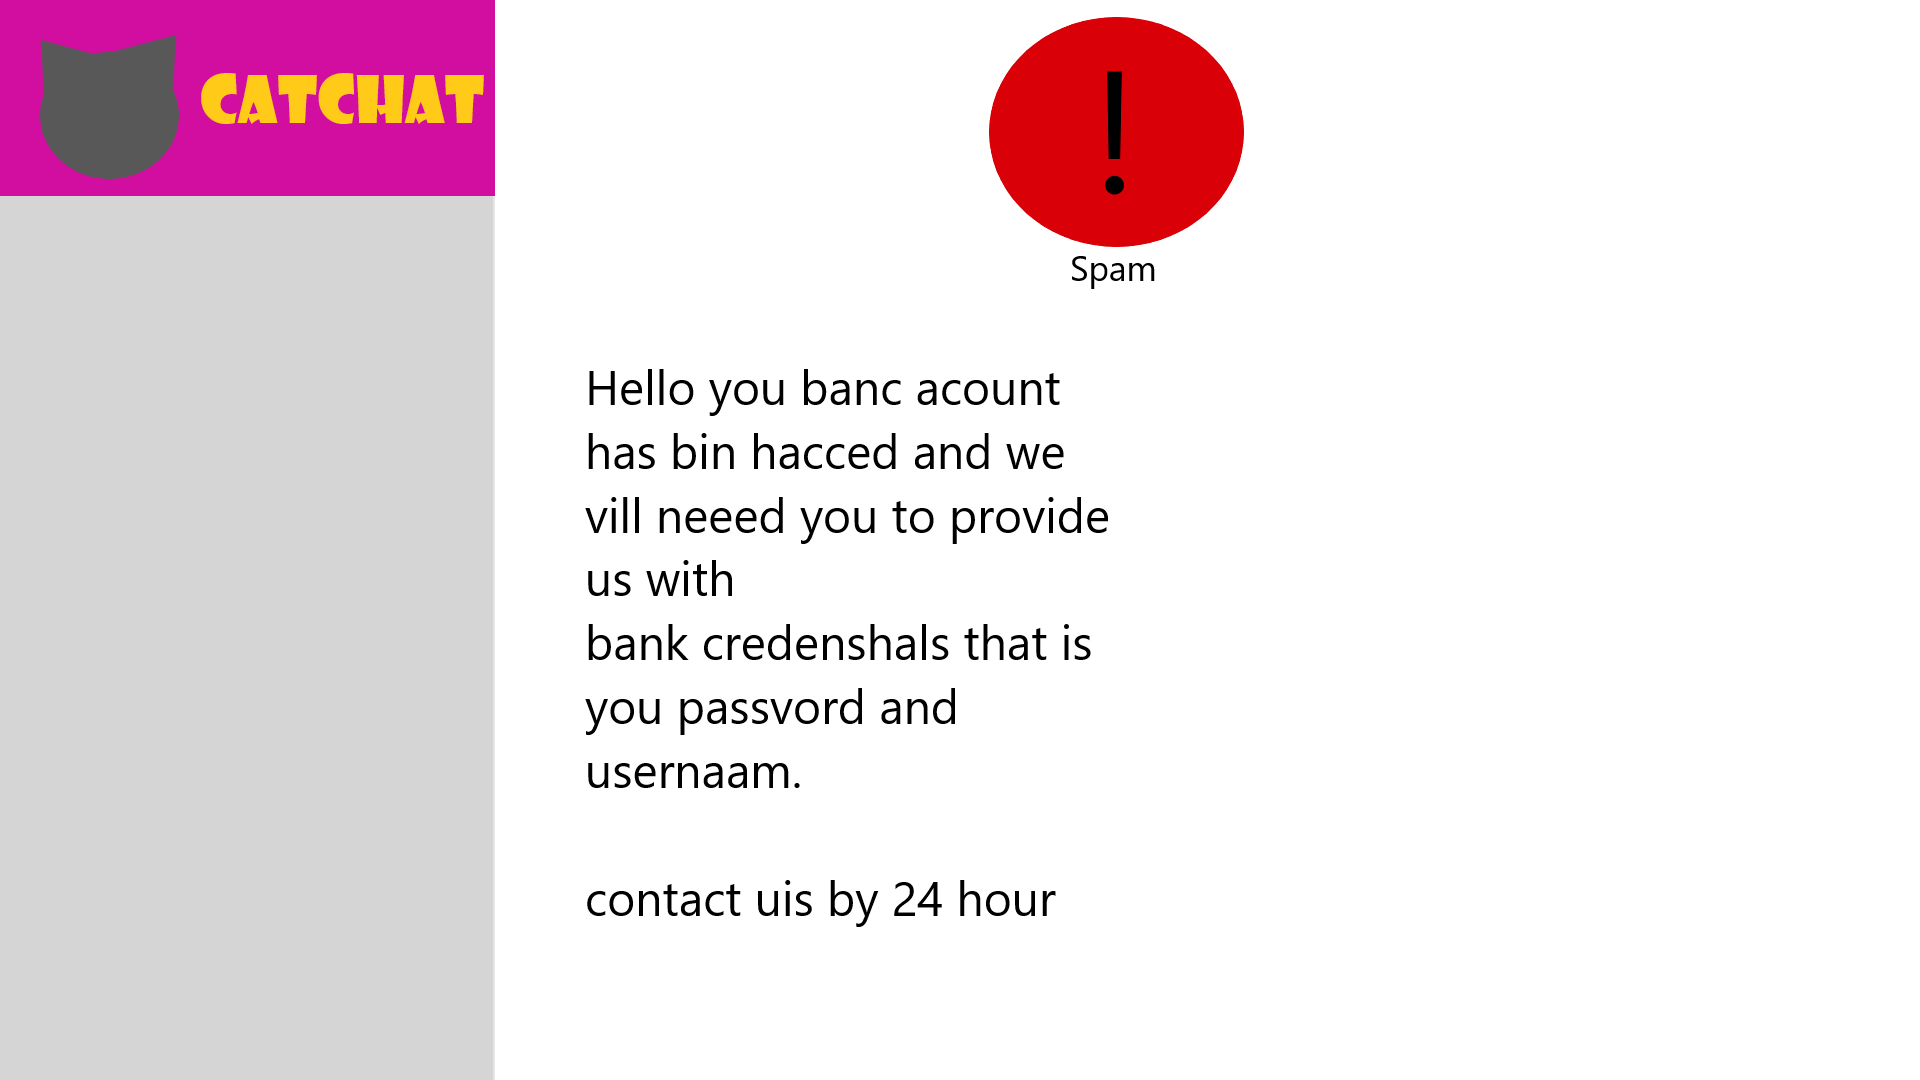 CATCHAT
!
Spam
Hello you banc acount
has bin hacced and we
vill neeed you to provide
us with
bank credenshals that is
you passvord and
usernaam.
contact uis by 24 hour